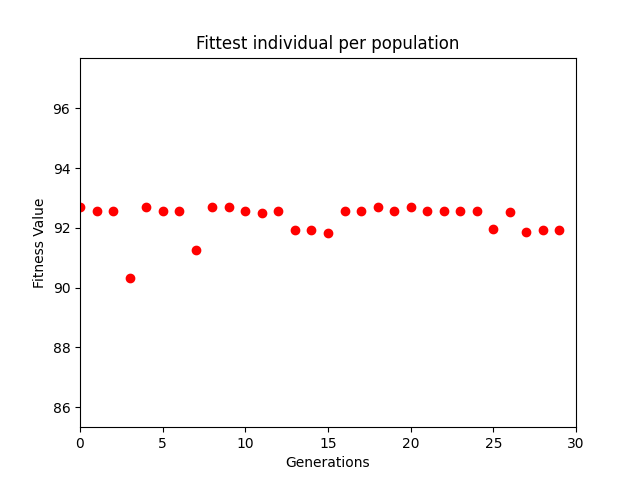 Fittest individual per population
Fitness Value
96
94
92
90
88
86
0 5 10 15 20 25 30
Generations